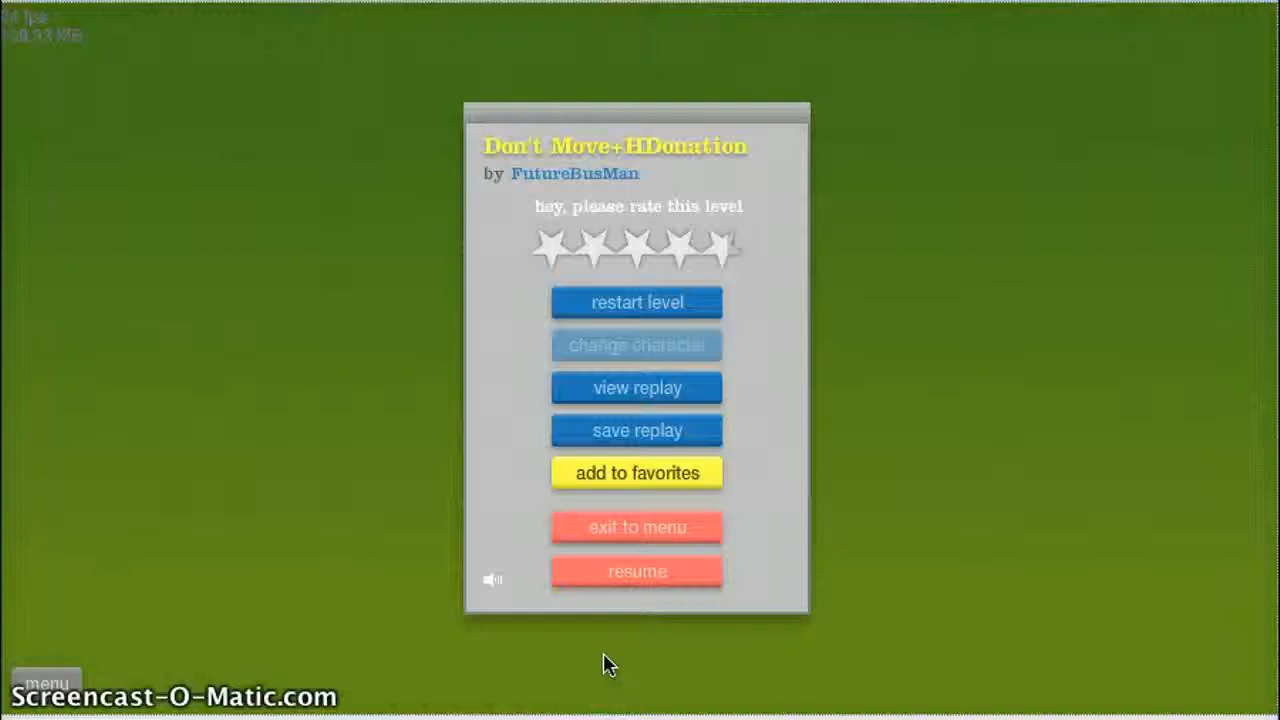 fps
Don't Move+HDonation
by FutureBusMan
hey, please rate this level
restart level
change character
view replay
save replay
add to favorites
exit to menu
resume
menu
Screencast-O-Matic.com